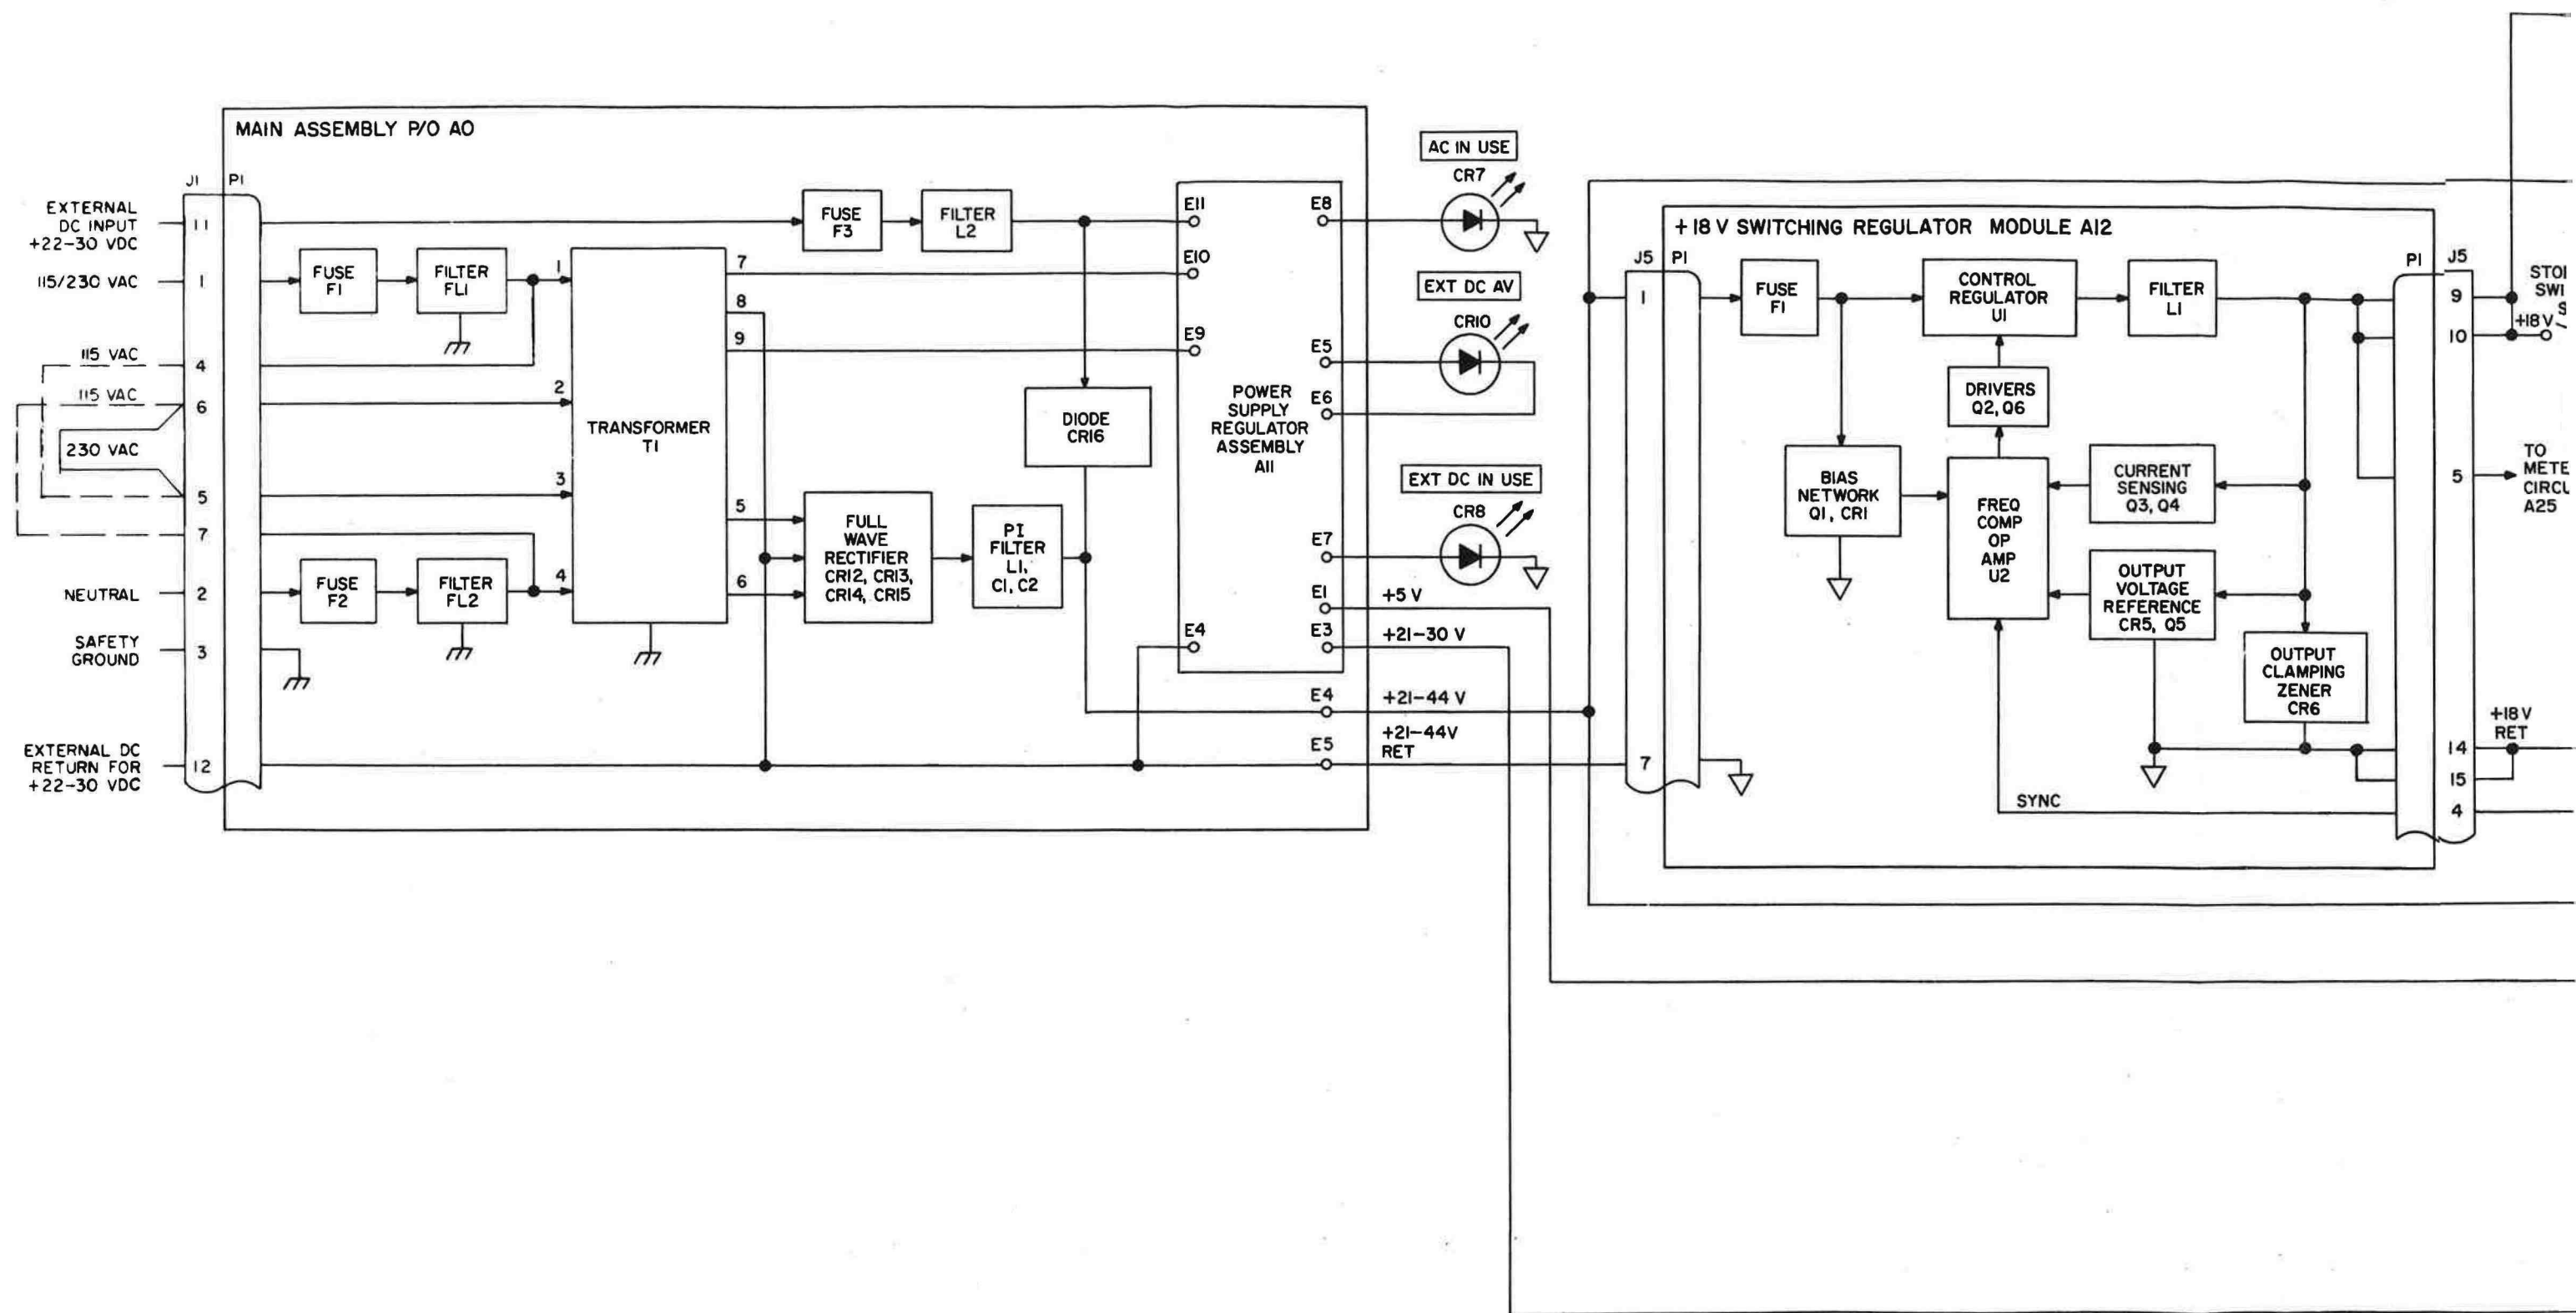 MAIN ASSEMBLY P/O AO
J1
P1
EXTERNAL
DC INPUT
+22-30 VDC
11
115/230 VAC
1
115 VAC
4
115 VAC
6
230 VAC
5
7
NEUTRAL
2
SAFETY
GROUND
3
EXTERNAL DC
RETURN FOR
+22-30 VDC
12
FUSE
F1
FILTER
FL1
FUSE
F2
FILTER
FL2
1
2
3
4
TRANSFORMER
T1
7
8
9
5
6
FUSE
F3
FILTER
L2
FULL
WAVE
RECTIFIER
CR12, CR13,
CR14, CR15
PI
FILTER
L1,
C1, C2
DIODE
CR16
E11
E10
E9
E4
POWER
SUPPLY
REGULATOR
ASSEMBLY
A11
E8
E5
E6
E7
E1
E3
E4
E5
AC IN USE
CR7
EXT DC AV
CR10
EXT DC IN USE
CR8
+5 V
+21-30 V
+21-44 V
+21-44V
RET
+18 V SWITCHING REGULATOR MODULE A12
J5
P1
1
7
FUSE
F1
CONTROL
REGULATOR
U1
FILTER
L1
DRIVERS
Q2, Q6
BIAS
NETWORK
Q1, CR1
FREQ
COMP
OP
AMP
U2
CURRENT
SENSING
Q3, Q4
OUTPUT
VOLTAGE
REFERENCE
CR5, Q5
OUTPUT
CLAMPING
ZENER
CR6
SYNC
P1
J5
9
10
5
14
15
4
SWI
+18V
TO
METE
CIRCU
A25
+18V
RET